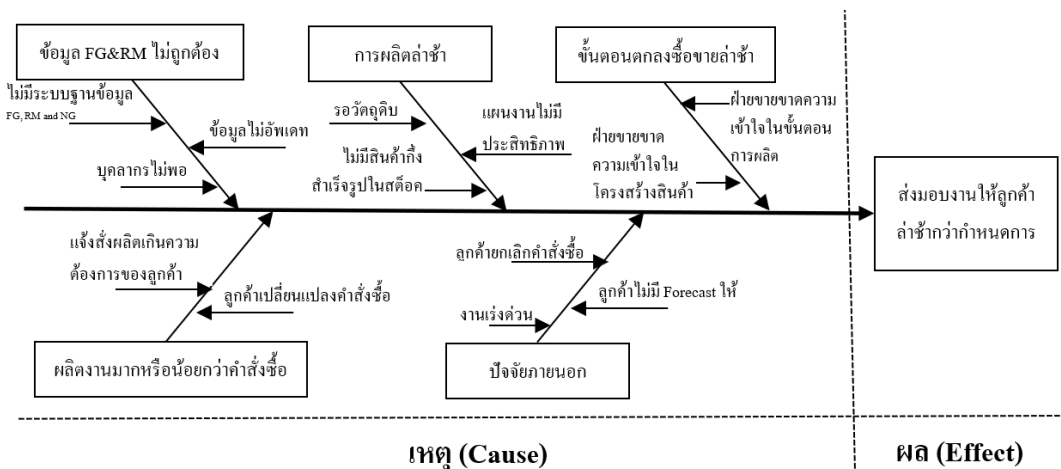 ข้อมูล FG&RM ไม่ถูกต้อง
ไม่มีระบบฐานข้อมูล
FG, RM and NG
ข้อมูลไม่อัพเดท
บุคลากรไม่พอ
การผลิตล่าช้า
รอวัตถุดิบ
แผนงานไม่มี
ประสิทธิภาพ
ไม่มีสินค้ากึ่ง
สำเร็จรูปในสต็อค
ขั้นตอนตกลงซื้อขายล่าช้า
ฝ่ายขายขาดความ
เข้าใจในขั้นตอน
การผลิต
ฝ่ายขายขาด
ความเข้าใจใน
โครงสร้างสินค้า
ส่งมอบงานให้ลูกค้า
ล่าช้ากว่ากำหนดการ
แจ้งสั่งผลิตเกินความ
ต้องการของลูกค้า
ลูกค้าเปลี่ยนแปลงคำสั่งซื้อ
ผลิตงานมากหรือน้อยกว่าคำสั่งซื้อ
ลูกค้ายกเลิกคำสั่งซื้อ
ลูกค้าไม่มี Forecast ให้
งานเร่งด่วน
ปัจจัยภายนอก
เหตุ (Cause)
ผล (Effect)